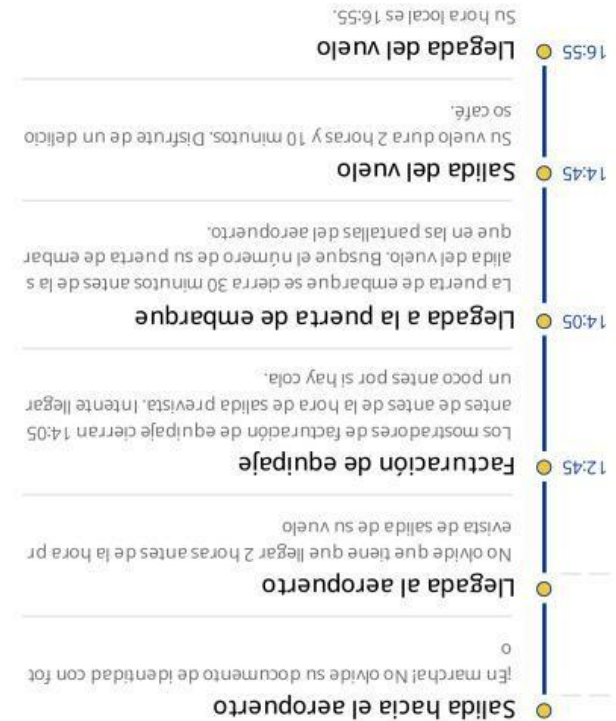 Salida hacia el aeropuerto
¡En marcha! No olvide su documento de identidad con fot
o
Llegada al aeropuerto
No olvide que tiene que llegar 2 horas antes de la hora pr
evista de salida de su vuelo
12:45 Facturación de equipaje
Los mostradores de facturación de equipaje cierran 14:05
antes de antes de la hora de salida prevista. Intente llegar
un poco antes por si hay cola.
14:05 Llegada a la puerta de embarque
La puerta de embarque se cierra 30 minutos antes de la s
alida del vuelo. Busque el número de su puerta de embar
que en las pantallas del aeropuerto.
14:45 Salida del vuelo
Su vuelo dura 2 horas y 10 minutos. Disfrute de un delicio
so café.
16:55 Llegada del vuelo
Su hora local es 16:55.